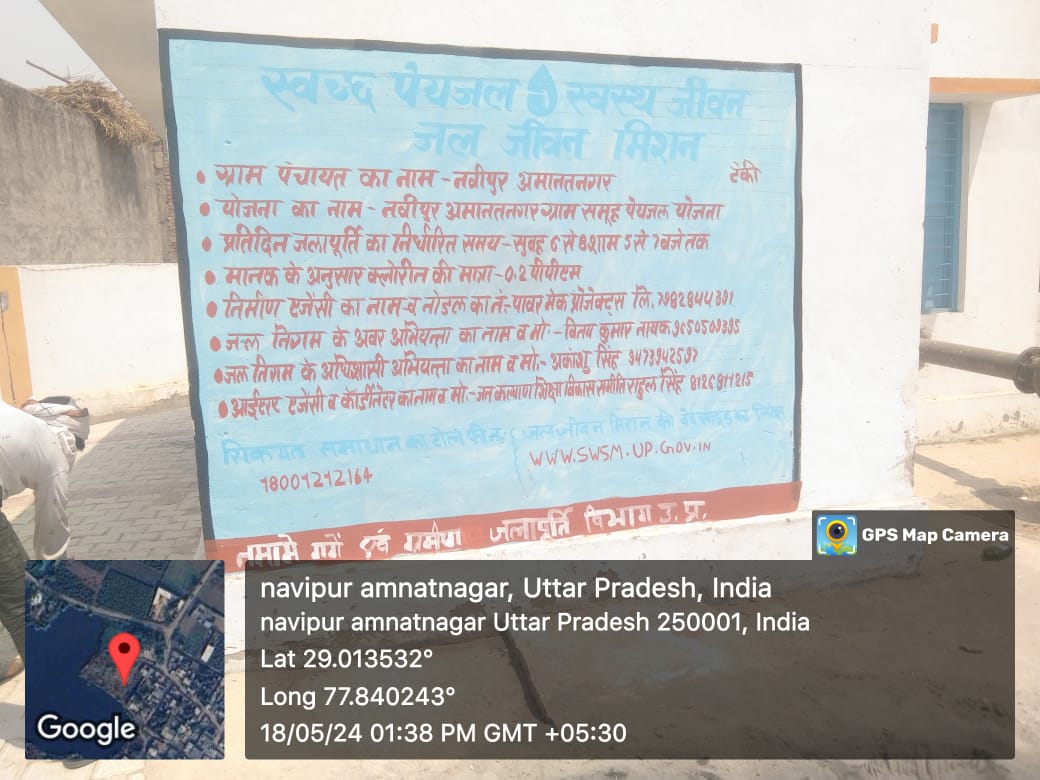 स्वच्छ पेयजल स्वस्थ जीवन
जल जीवन मिशन
• ग्राम पंचायत का नाम - नवीपुर अमानतनगर टंकी
• योजना का नाम - नवीपुर अमानतनगर ग्राम समूह पेयजल योजना
• प्रतिदिन जलापूर्ति का निर्धारित समय - सुबह 6 से 8 शाम 5 से 7 बजे तक
• मानक के अनुसार क्लोरीन की मात्रा - 0.2 पीपीएम
• निर्माण एजेंसी का नाम व नोडल का नं - पावर मेक प्रोजेक्ट्स लि. 7982844391
• जल निगम के अवर अभियन्ता का नाम व मो:- विनय कुमार नायक 9650509395
• जल निगम के अधिशासी अभियन्ता का नाम व मो:- अकांशु सिंह 9473942597
• आईएसए एजेंसी व कॉर्डीनेटर का नाम व मो - जन कल्याण शिक्षा विकास समीति राहुल सिंह
शिकायत समाधान का टोल फ्री नं: जल जीवन मिशन की वेबसाइड का लिंक
18001212164 WWW.SWSM.UP.GOV.IN
नमामि गंगे एवं ग्रामीण जलापूर्ति विभाग उ.प्र.
GPS Map Camera
navipur amnatnagar, Uttar Pradesh, India
navipur amnatnagar Uttar Pradesh 250001, India
Lat 29.013532°
Long 77.840243°
18/05/24 01:38 PM GMT +05:30
Google